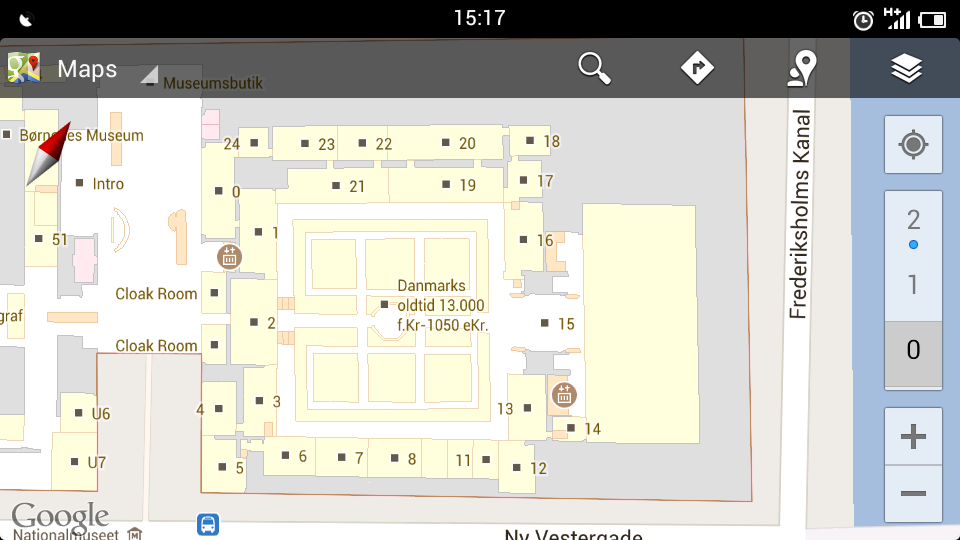 15:17
H+
Maps
Museumsbutik
Børnenes Museum
24
23
22
20
18
Intro
0
21
19
17
51
1
16
2
1
0
Frederiksholms Kanal
Cloak Room
Danmarks
oldtid 13.000
f.Kr-1050 eKr.
graf
2
15
Cloak Room
U6
4
3
13
14
U7
5
6
7
8
11
12
Google
Nationalmuseet
Ny Vestergade